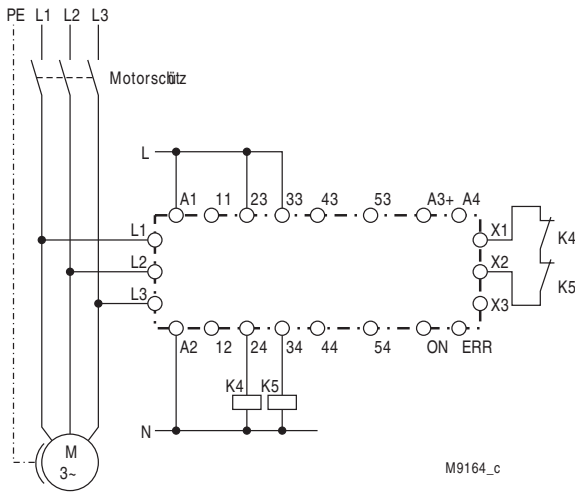 PE L1 L2 L3
Motorschütz
L
A1 11 23 33 43 53 A3+ A4
L1 X1
K4
L2 X2
K5
L3 X3
A2 12 24 34 44 54 ON ERR
K4 K5
N
M
3~
M9164_c